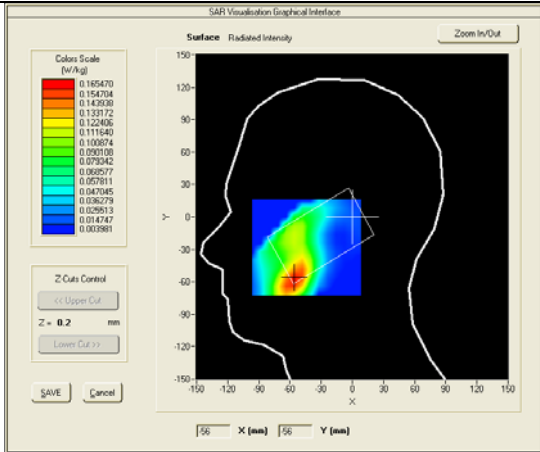 SAR Visualisation Graphical Interface
Surface Radiated Intensity
Zoom In/Out
Colors Scale
(W/kg)
0.165470
0.154704
0.143938
0.133172
0.122406
0.111640
0.100874
0.090108
0.079342
0.068577
0.057811
0.047045
0.036279
0.025513
0.014747
0.003981
Z Cuts Control
<< Upper Cut
Z = 0.2 mm
Lower Cut >>
SAVE Cancel
150
120
90
60
30
0
-30
-60
-90
-120
-150
Y
-150 -120 -90 -60 -30 0 30 60 90 120 150
X
-56 X (mm) -56 Y (mm)